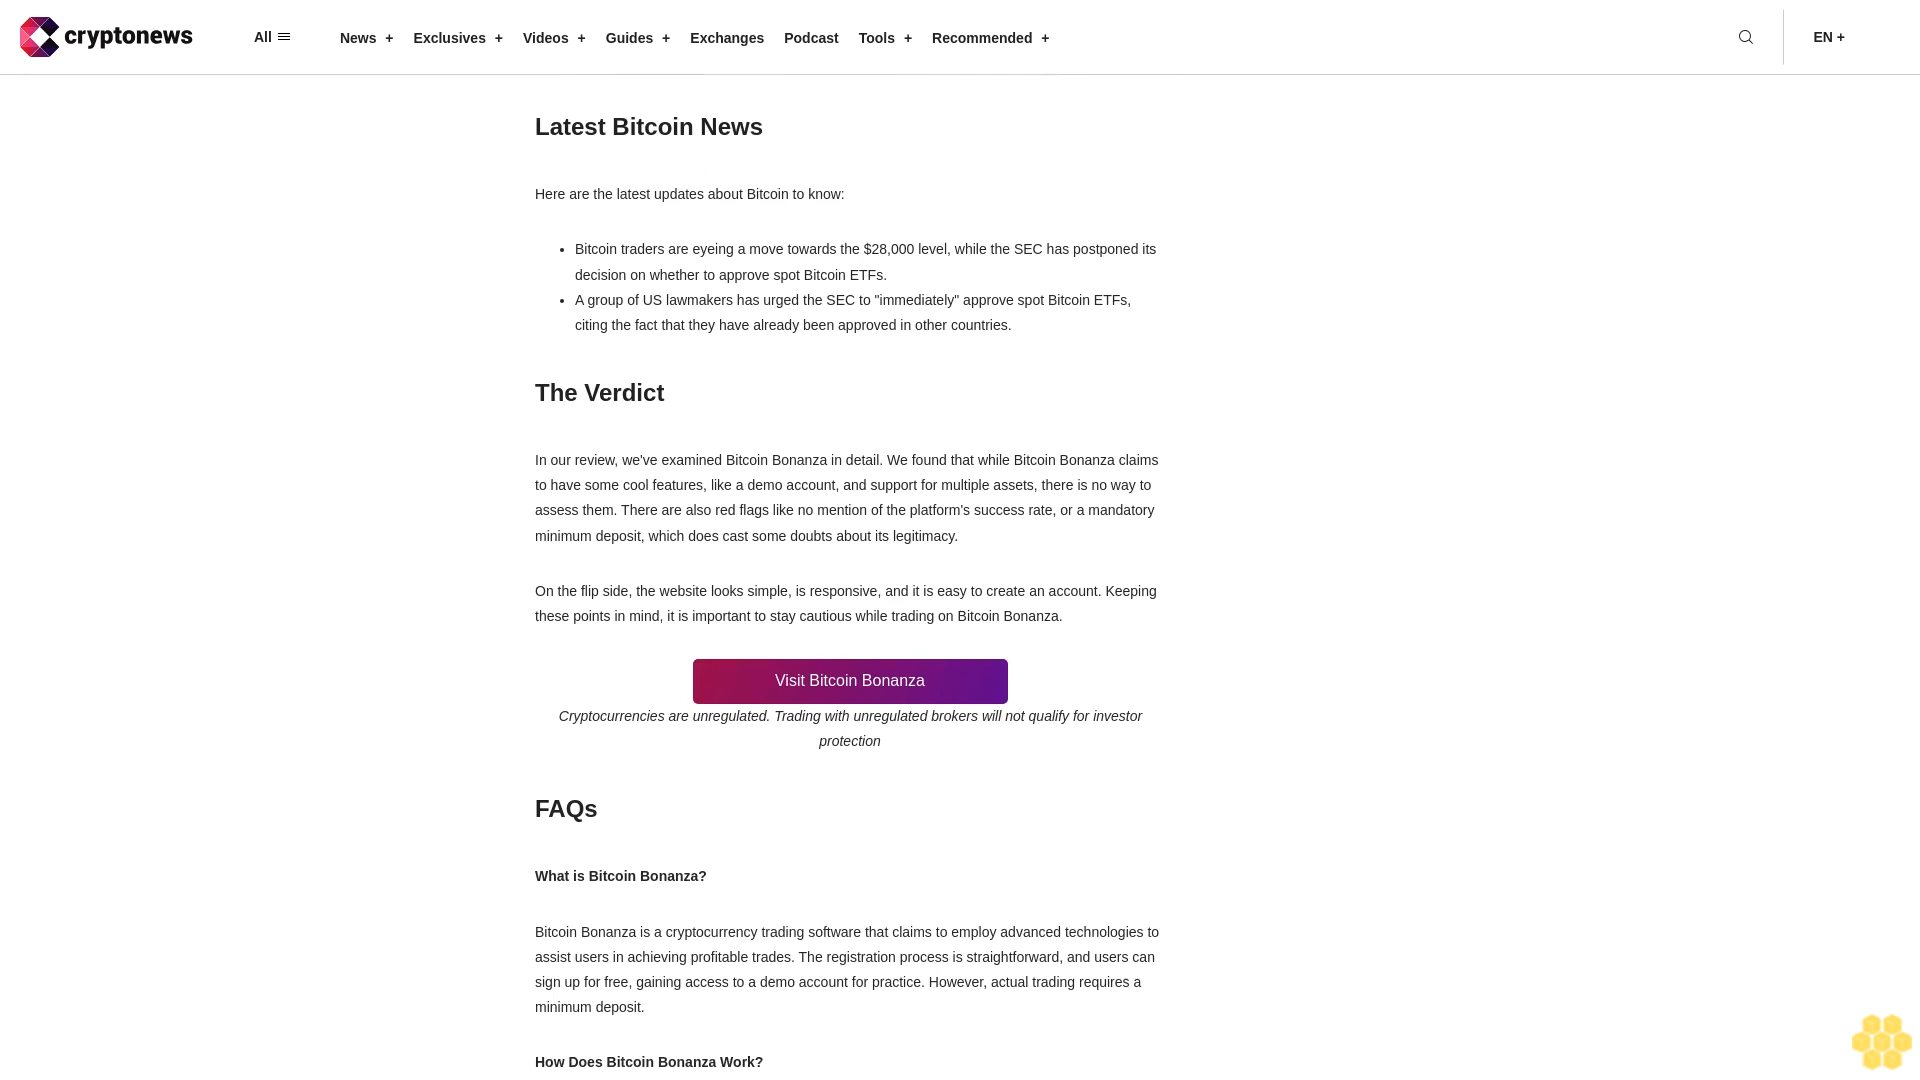 cryptonews
All
News +
Exclusives +
Videos +
Guides +
Exchanges
Podcast
Tools +
Recommended +
EN +
Latest Bitcoin News
Here are the latest updates about Bitcoin to know:
• Bitcoin traders are eyeing a move towards the $28,000 level, while the SEC has postponed its
decision on whether to approve spot Bitcoin ETFs.
• A group of US lawmakers has urged the SEC to "immediately" approve spot Bitcoin ETFs,
citing the fact that they have already been approved in other countries.
The Verdict
In our review, we've examined Bitcoin Bonanza in detail. We found that while Bitcoin Bonanza claims
to have some cool features, like a demo account, and support for multiple assets, there is no way to
assess them. There are also red flags like no mention of the platform's success rate, or a mandatory
minimum deposit, which does cast some doubts about its legitimacy.
On the flip side, the website looks simple, is responsive, and it is easy to create an account. Keeping
these points in mind, it is important to stay cautious while trading on Bitcoin Bonanza.
Visit Bitcoin Bonanza
Cryptocurrencies are unregulated. Trading with unregulated brokers will not qualify for investor
protection
FAQs
What is Bitcoin Bonanza?
Bitcoin Bonanza is a cryptocurrency trading software that claims to employ advanced technologies to
assist users in achieving profitable trades. The registration process is straightforward, and users can
sign up for free, gaining access to a demo account for practice. However, actual trading requires a
minimum deposit.
How Does Bitcoin Bonanza Work?